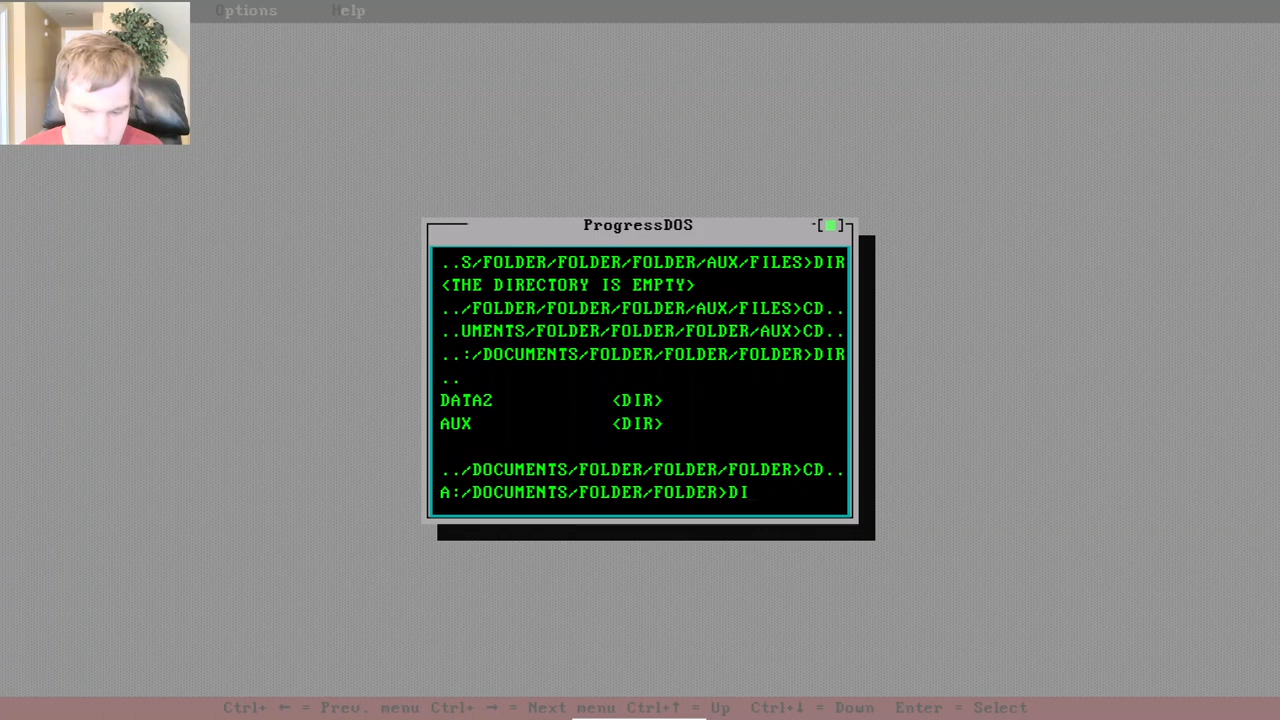 Options Help
ProgressDOS
..S/FOLDER/FOLDER/FOLDER/AUX/FILES>DIR
<THE DIRECTORY IS EMPTY>
../FOLDER/FOLDER/FOLDER/AUX/FILES>CD..
..UMENTS/FOLDER/FOLDER/FOLDER/AUX>CD..
..:/DOCUMENTS/FOLDER/FOLDER/FOLDER>DIR
..
DATA2 <DIR>
AUX <DIR>
../DOCUMENTS/FOLDER/FOLDER/FOLDER>CD..
A:/DOCUMENTS/FOLDER/FOLDER>DI
Ctrl+ ← = Prev. menu Ctrl+ → = Next menu Ctrl+↑ = Up Ctrl+↓ = Down Enter = Select